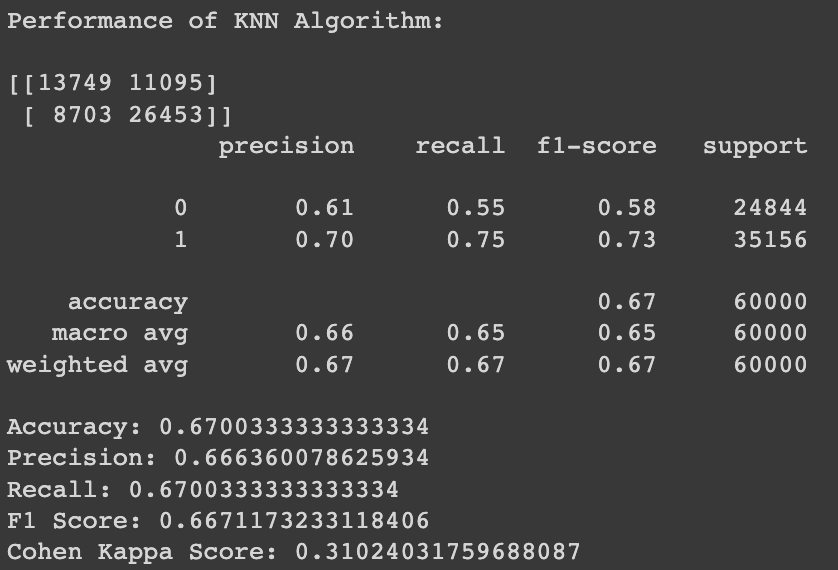 Performance of KNN Algorithm:
[[13749 11095]
[ 8703 26453]]
precision recall f1-score support
0 0.61 0.55 0.58 24844
1 0.70 0.75 0.73 35156
accuracy 0.67 60000
macro avg 0.66 0.65 0.65 60000
weighted avg 0.67 0.67 0.67 60000
Accuracy: 0.6700333333333334
Precision: 0.666360078625934
Recall: 0.6700333333333334
F1 Score: 0.6671173233118406
Cohen Kappa Score: 0.31024031759688087